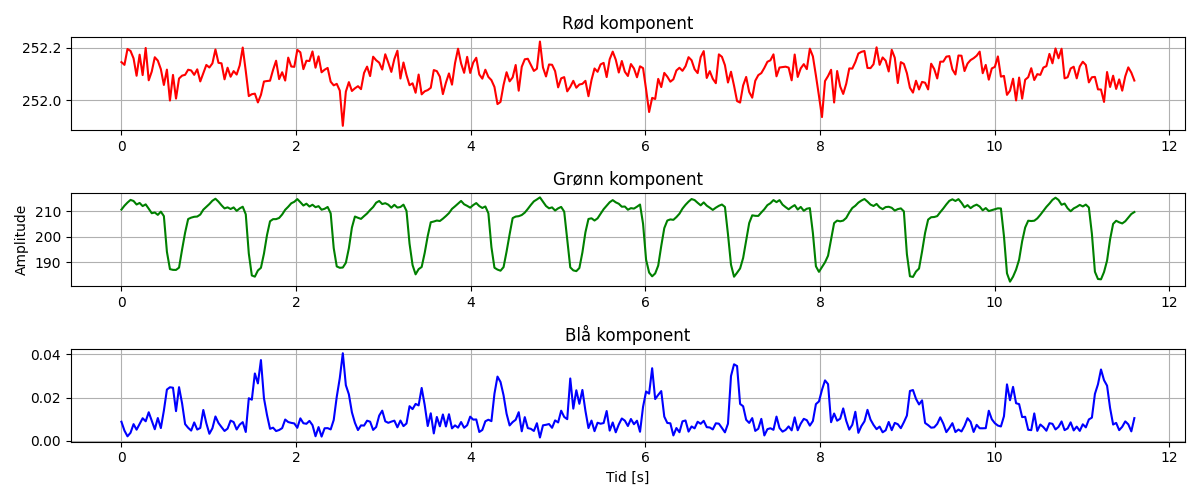 Rød komponent
252.2
252.0
0 2 4 6 8 10 12
Grønn komponent
Amplitude
210
200
190
0 2 4 6 8 10 12
Blå komponent
0.04
0.02
0.00
0 2 4 6 8 10 12
Tid [s]